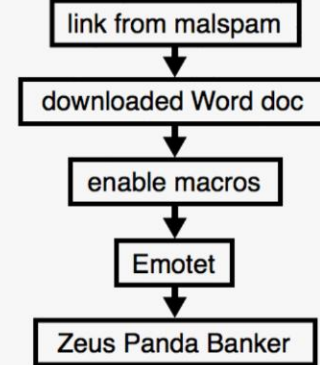 link from malspam
downloaded Word doc
enable macros
Emotet
Zeus Panda Banker